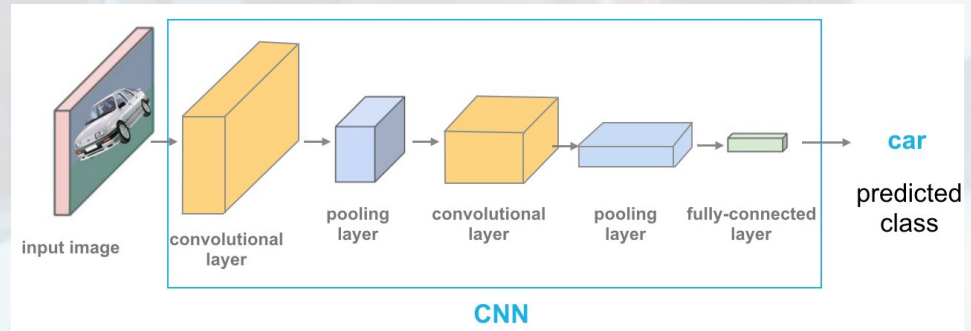 input image
convolutional
layer
pooling
layer
convolutional
layer
pooling
layer
fully-connected
layer
car
predicted
class
CNN